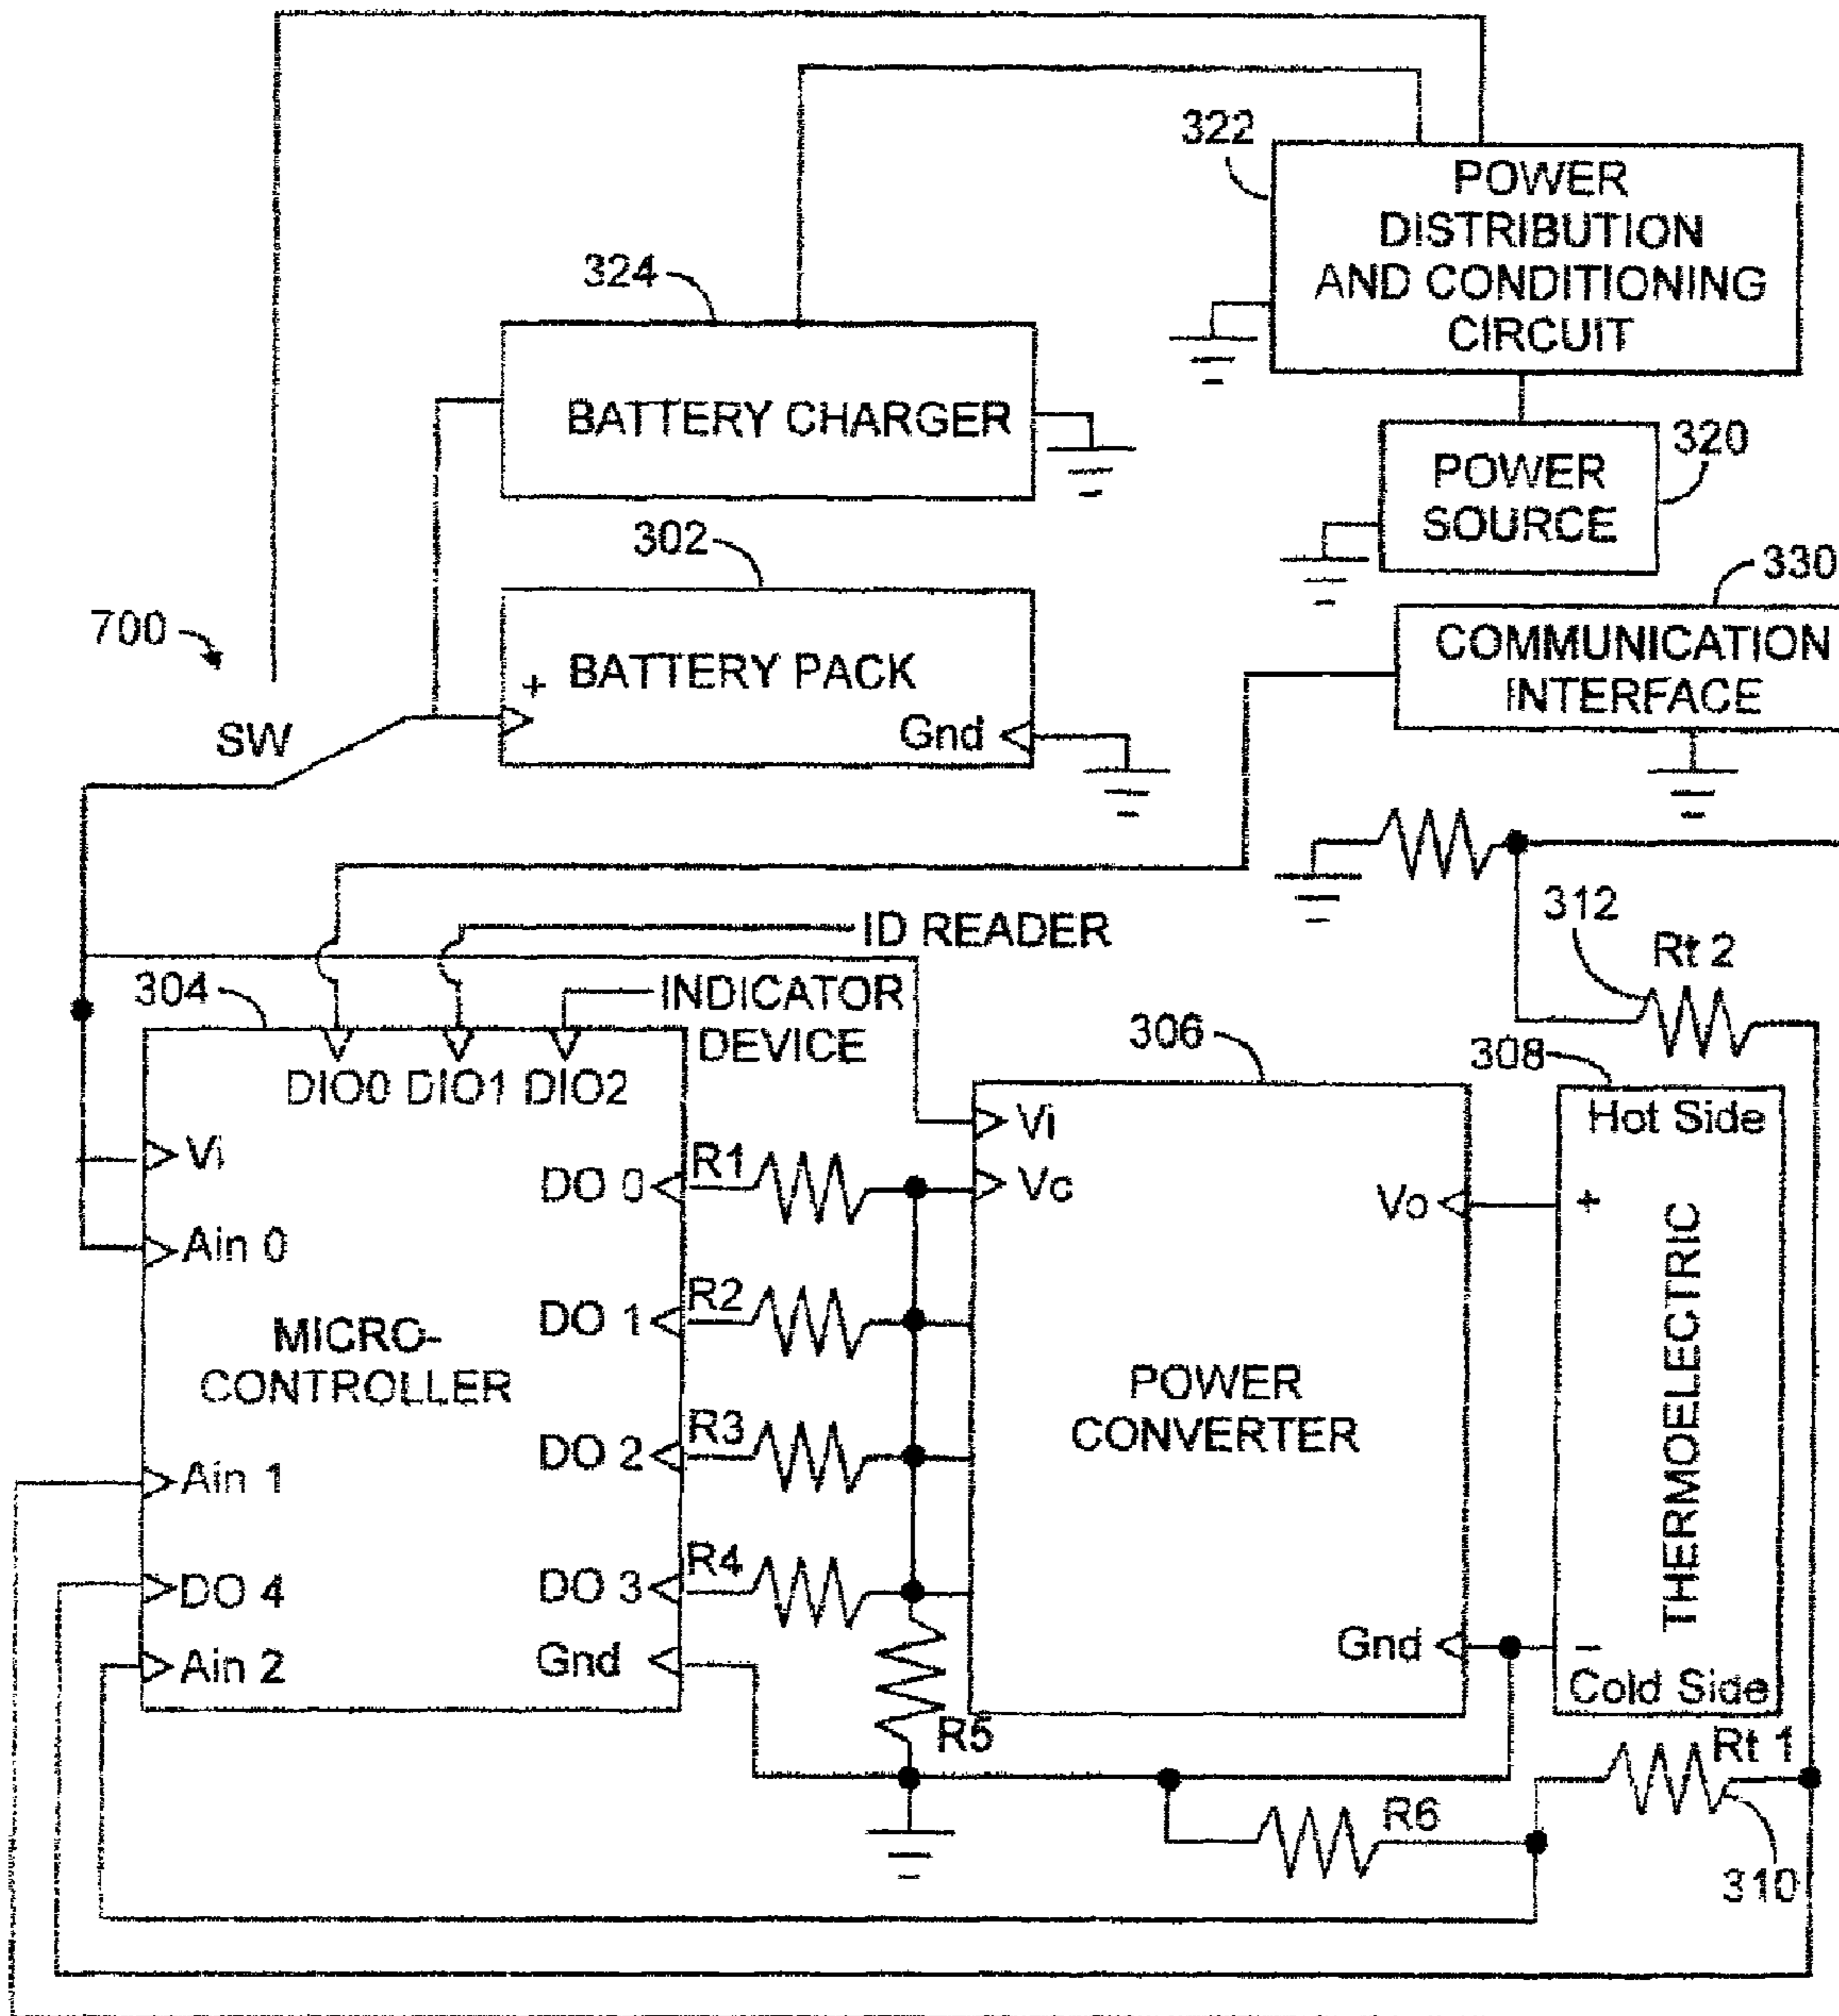 322
POWER
DISTRIBUTION
AND CONDITIONING
CIRCUIT
324
BATTERY CHARGER
320
POWER
SOURCE
302
330
700
BATTERY PACK
+
Gnd
COMMUNICATION
INTERFACE
SW
312
Rt 2
ID READER
304
INDICATOR
DEVICE
DIO0 DIO1 DIO2
306
308
Vi
Ain 0
MICRO-
CONTROLLER
Ain 1
DO 4
Ain 2
DO 0
DO 1
DO 2
DO 3
Gnd
R1
R2
R3
R4
R5
Vi
Vc
Vo
POWER
CONVERTER
Gnd
Hot Side
+
THERMOELECTRIC
–
Cold Side
Rt 1
R6
310